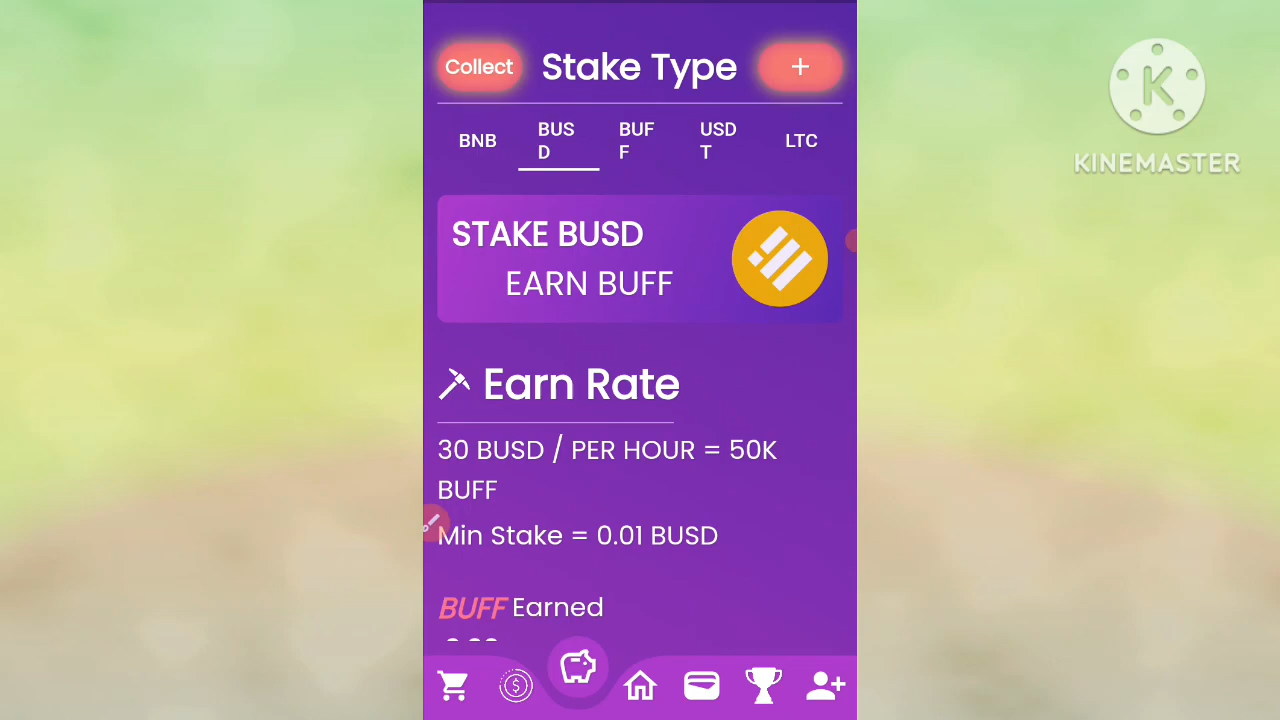 Collect Stake Type +
BNB BUS USD LTC
D BUF T
F
STAKE BUSD
EARN BUFF
Earn Rate
30 BUSD / PER HOUR = 50K
BUFF
Min Stake = 0.01 BUSD
BUFF Earned
K
KINEMASTER